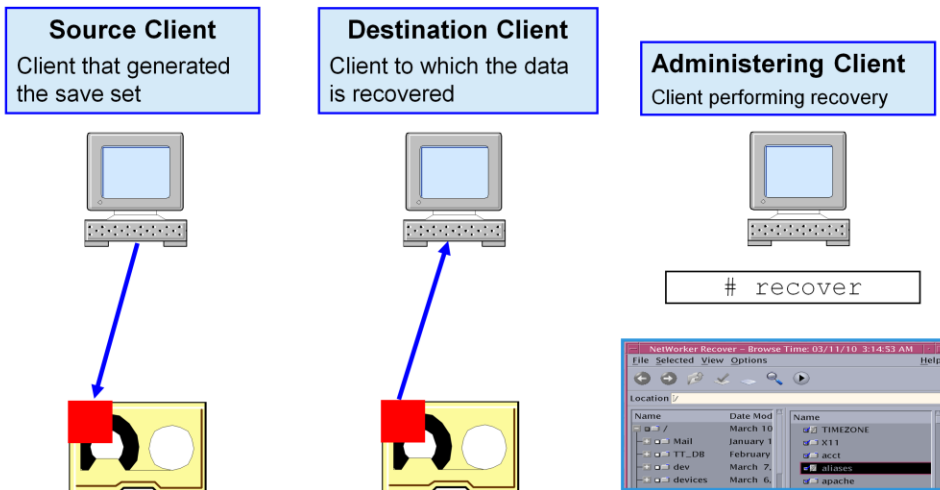 Source Client
Client that generated
the save set
Destination Client
Client to which the data
is recovered
Administering Client
Client performing recovery
# recover
NetWorker Recover – Browse Time: 03/11/10 3:14:53 AM
File Selected View Options Help
Location /
Name Date Mod
/ March 10
Mail January 1
TT_DB February
dev March 7,
devices March 6,
Name
TIMEZONE
X11
acct
aliases
apache